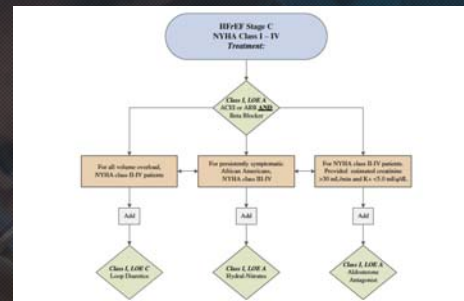 HFrEF Stage C
NYHA Class I – IV
Treatment:
Class I, LOE A
ACEI or ARB AND
Beta Blocker
For all volume overload,
NYHA class II-IV patients
For persistently symptomatic
African Americans,
NYHA class III-IV
For NYHA class II-IV patients.
Provided estimated creatinine
>30 mL/min and K+ <5.0 mEq/dL.
Add
Add
Add
Class I, LOE C
Loop Diuretics
Class I, LOE A
Hydral-Nitrates
Class I, LOE A
Aldosterone
Antagonist